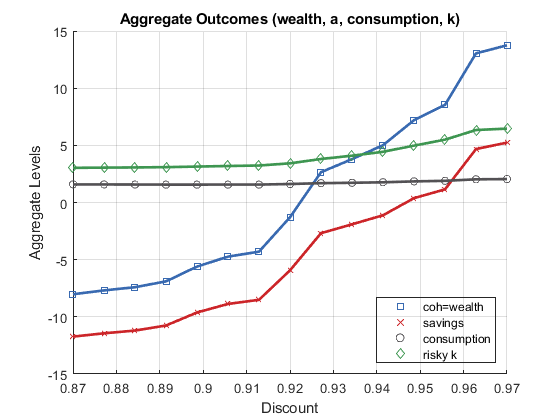 Aggregate Outcomes (wealth, a, consumption, k)
15
10
5
0
-5
-10
-15
Aggregate Levels
coh=wealth
savings
consumption
risky k
0.87 0.88 0.89 0.9 0.91 0.92 0.93 0.94 0.95 0.96 0.97
Discount